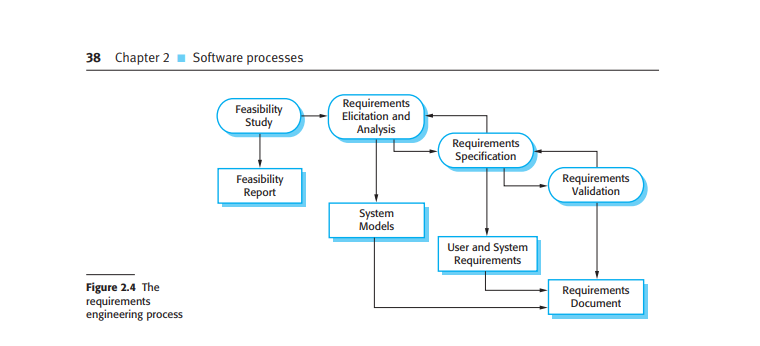 38 Chapter 2 ■ Software processes
Feasibility
Study
Requirements
Elicitation and
Analysis
Requirements
Specification
Requirements
Validation
Feasibility
Report
System
Models
User and System
Requirements
Requirements
Document
Figure 2.4 The
requirements
engineering process